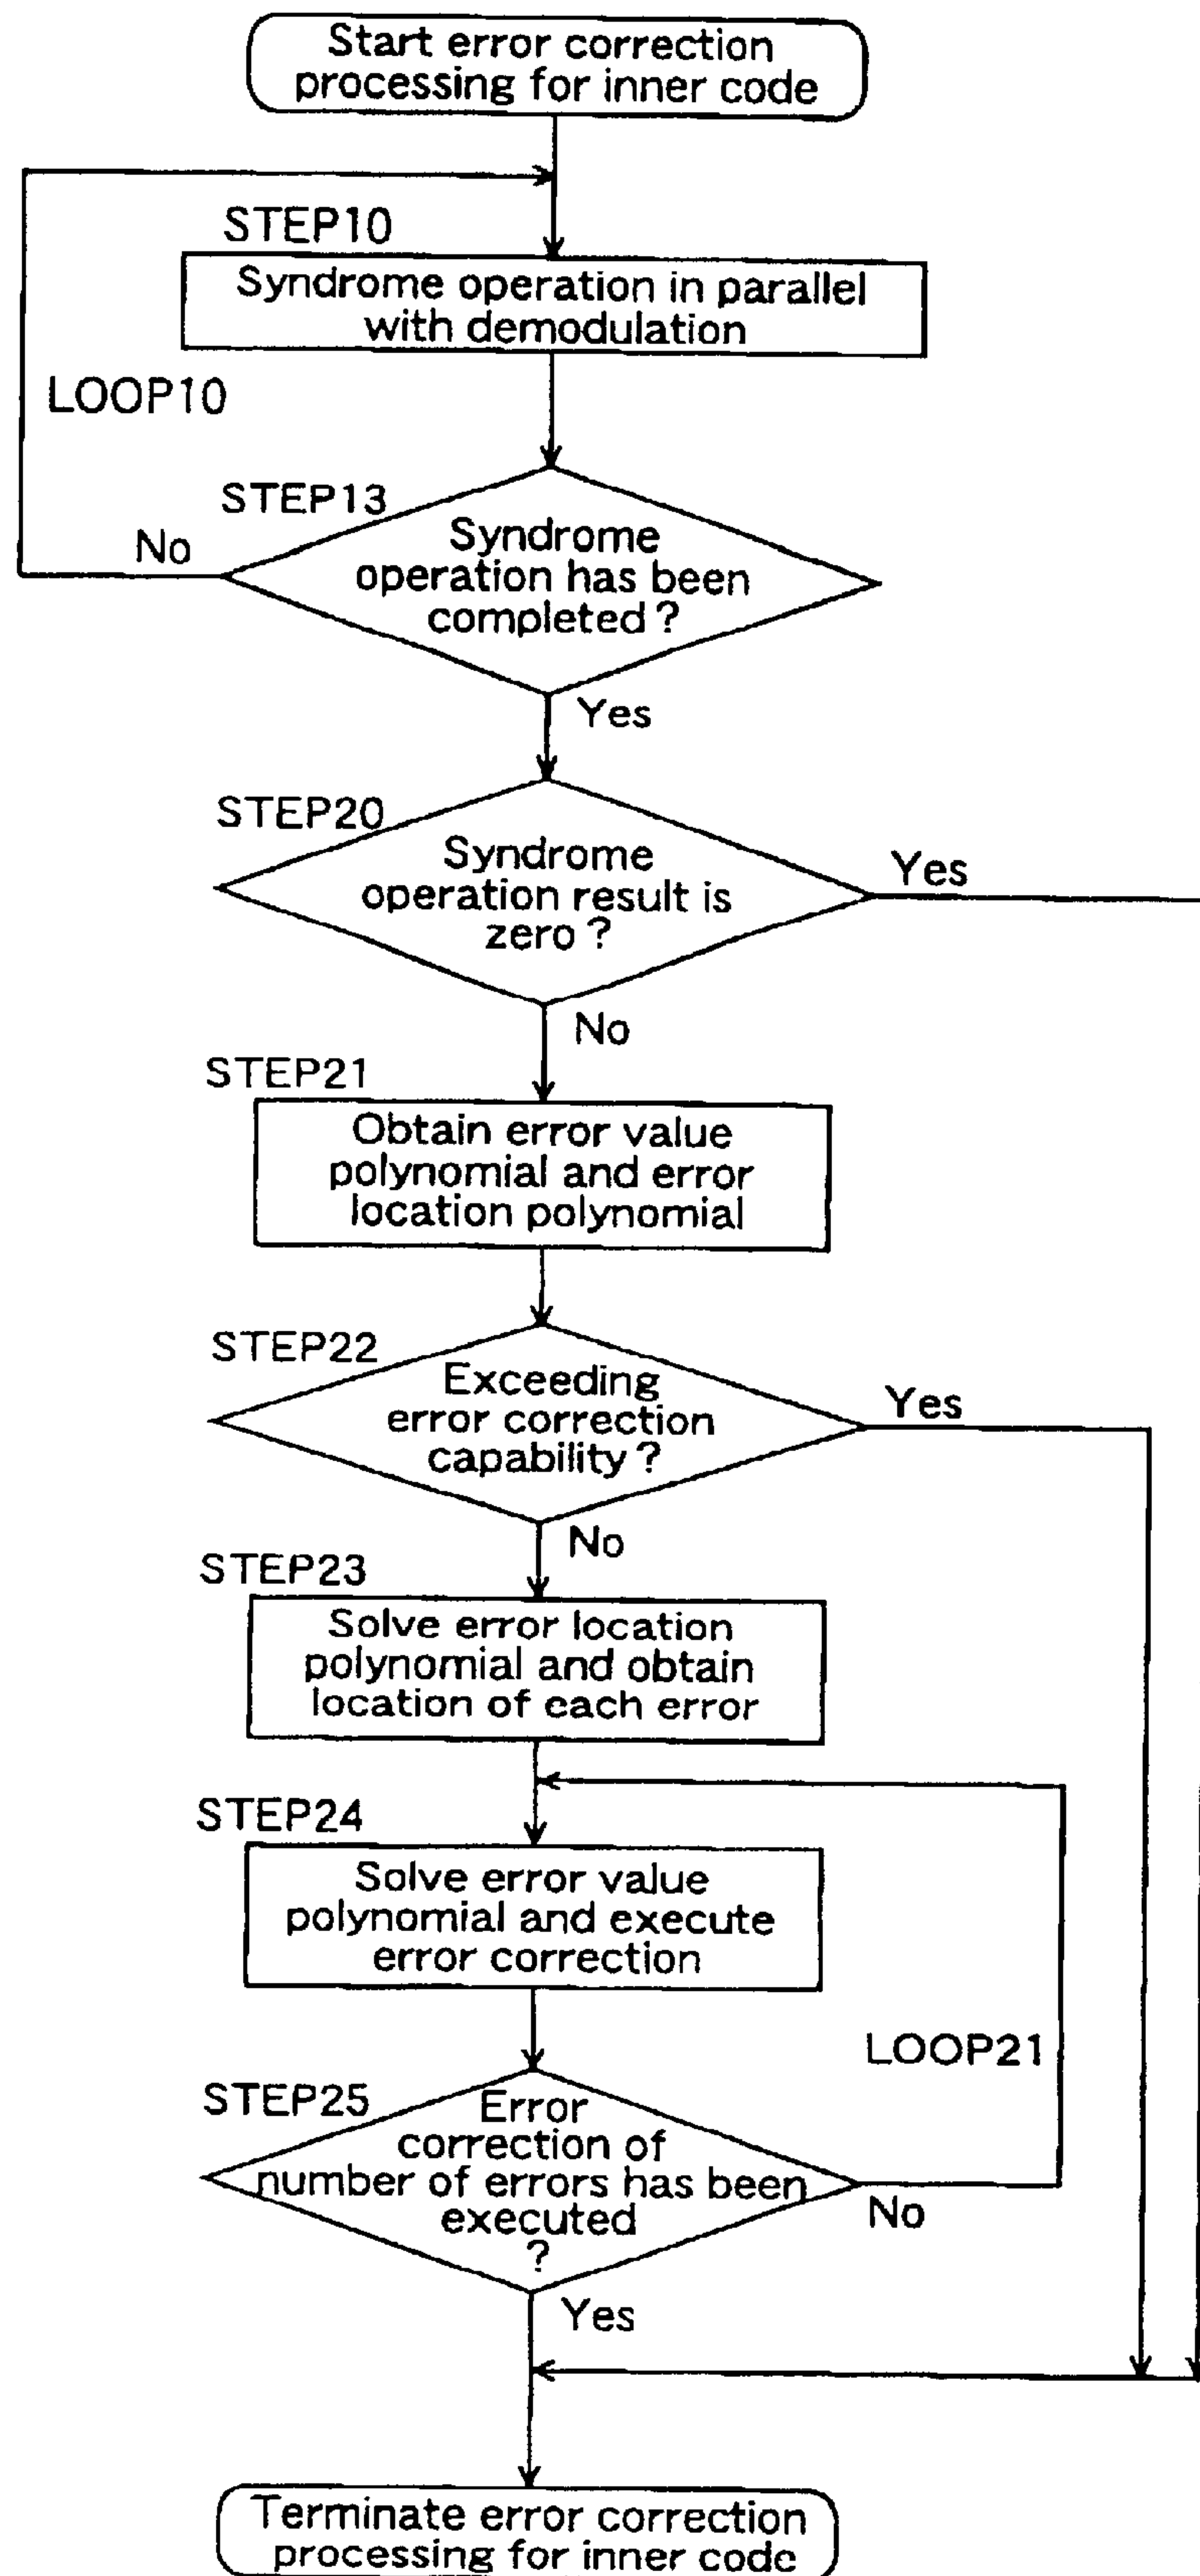 Start error correction
processing for inner code
STEP10
Syndrome operation in parallel
with demodulation
LOOP10
STEP13
No
Syndrome
operation has been
completed ?
Yes
STEP20
Syndrome
operation result is
zero ?
Yes
No
STEP21
Obtain error value
polynomial and error
location polynomial
STEP22
Exceeding
error correction
capability ?
Yes
No
STEP23
Solve error location
polynomial and obtain
location of each error
STEP24
Solve error value
polynomial and execute
error correction
LOOP21
STEP25
Error
correction of
number of errors has been
executed
?
No
Yes
Terminate error correction
processing for inner code